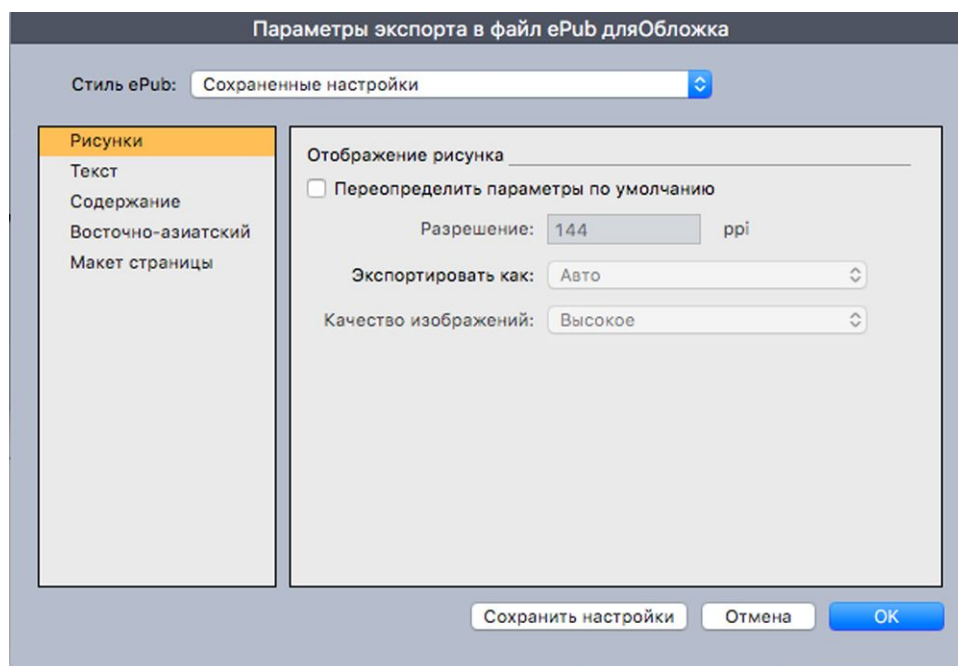 Параметры экспорта в файл ePub дляОбложка
Стиль ePub: Сохраненные настройки
Рисунки
Текст
Содержание
Восточно-азиатский
Макет страницы
Отображение рисунка
Переопределить параметры по умолчанию
Разрешение: 144 ppi
Экспортировать как: Авто
Качество изображений: Высокое
Сохранить настройки Отмена OK